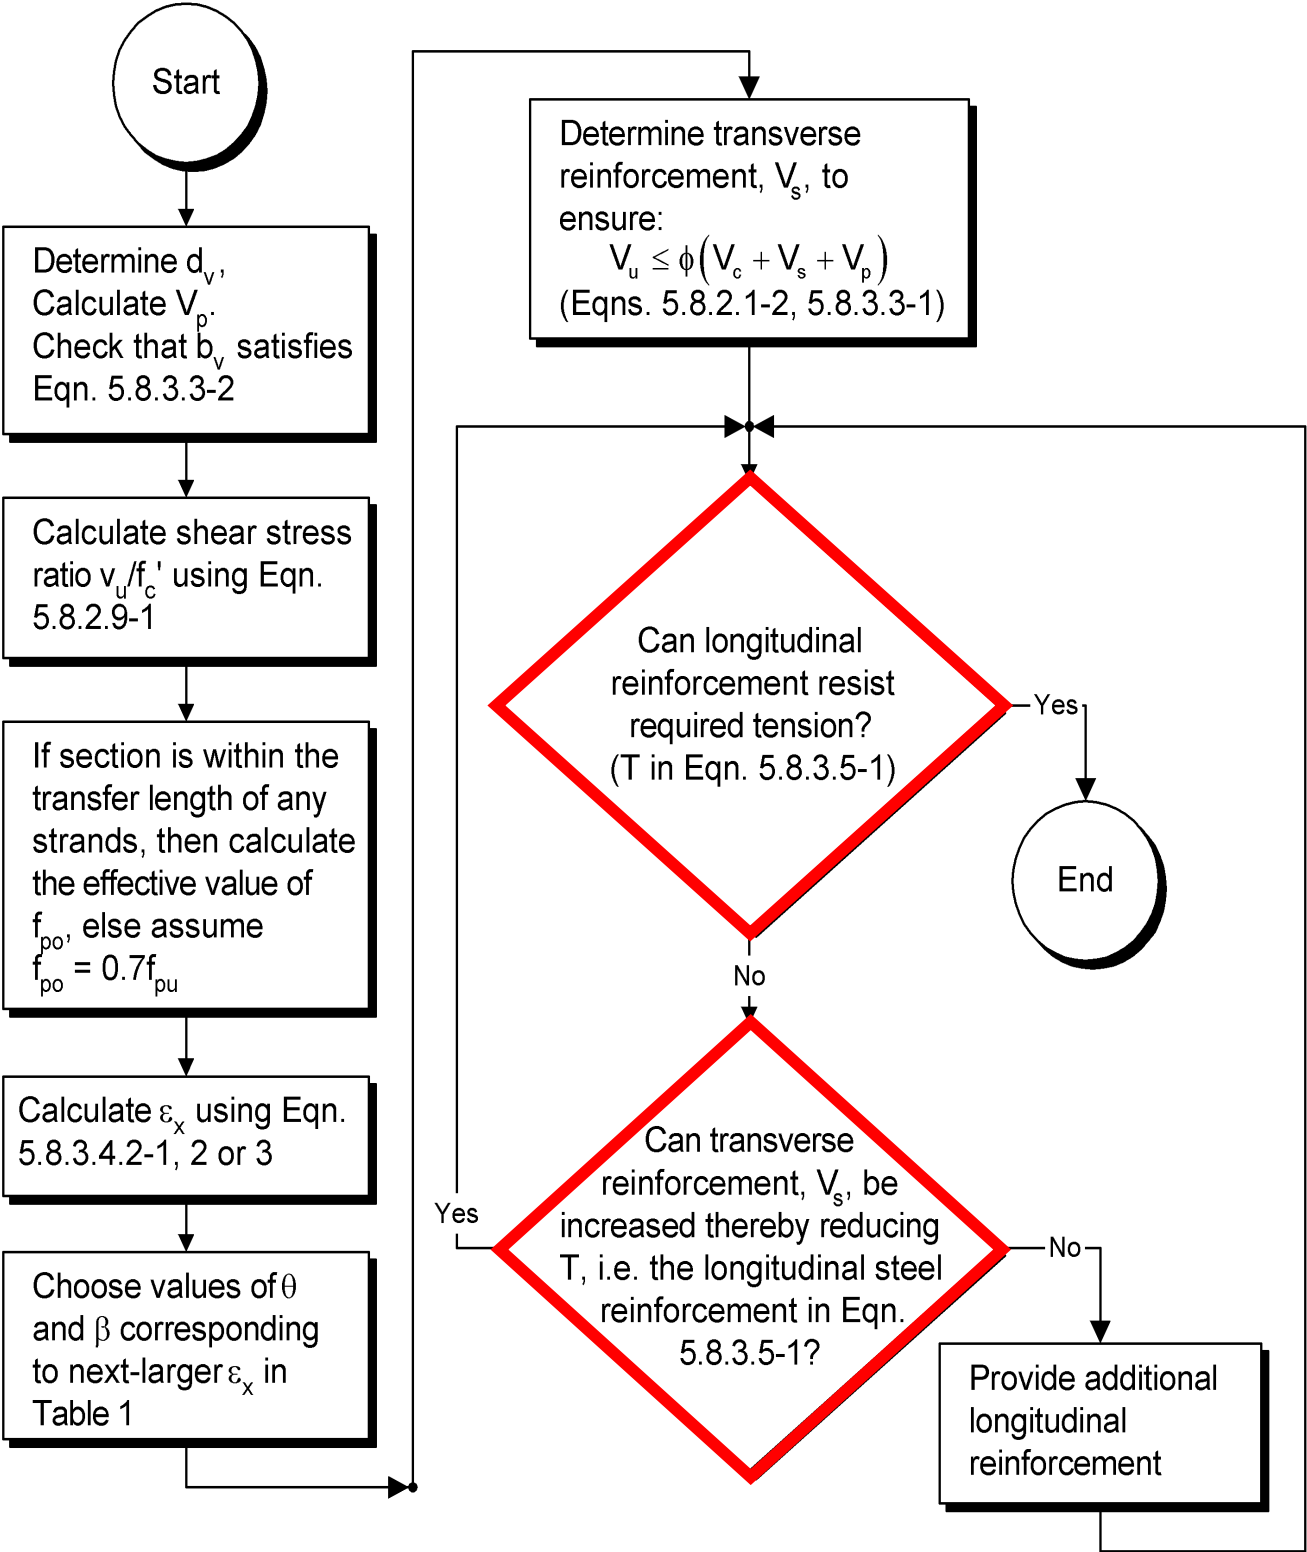 Start
Determine dv,
Calculate Vp.
Check that bv satisfies
Eqn. 5.8.3.3-2
Calculate shear stress
ratio vu/fc' using Eqn.
5.8.2.9-1
If section is within the
transfer length of any
strands, then calculate
the effective value of
fpo, else assume
fpo = 0.7fpu
Calculate εx using Eqn.
5.8.3.4.2-1, 2 or 3
Choose values of θ
and β corresponding
to next-larger εx in
Table 1
Determine transverse
reinforcement, Vs, to
ensure:
Vu ≤ ϕ(Vc + Vs + Vp)
(Eqns. 5.8.2.1-2, 5.8.3.3-1)
Can longitudinal
reinforcement resist
required tension?
(T in Eqn. 5.8.3.5-1)
Yes
End
No
Can transverse
reinforcement, Vs, be
increased thereby reducing
T, i.e. the longitudinal steel
reinforcement in Eqn.
5.8.3.5-1?
Yes
No
Provide additional
longitudinal
reinforcement